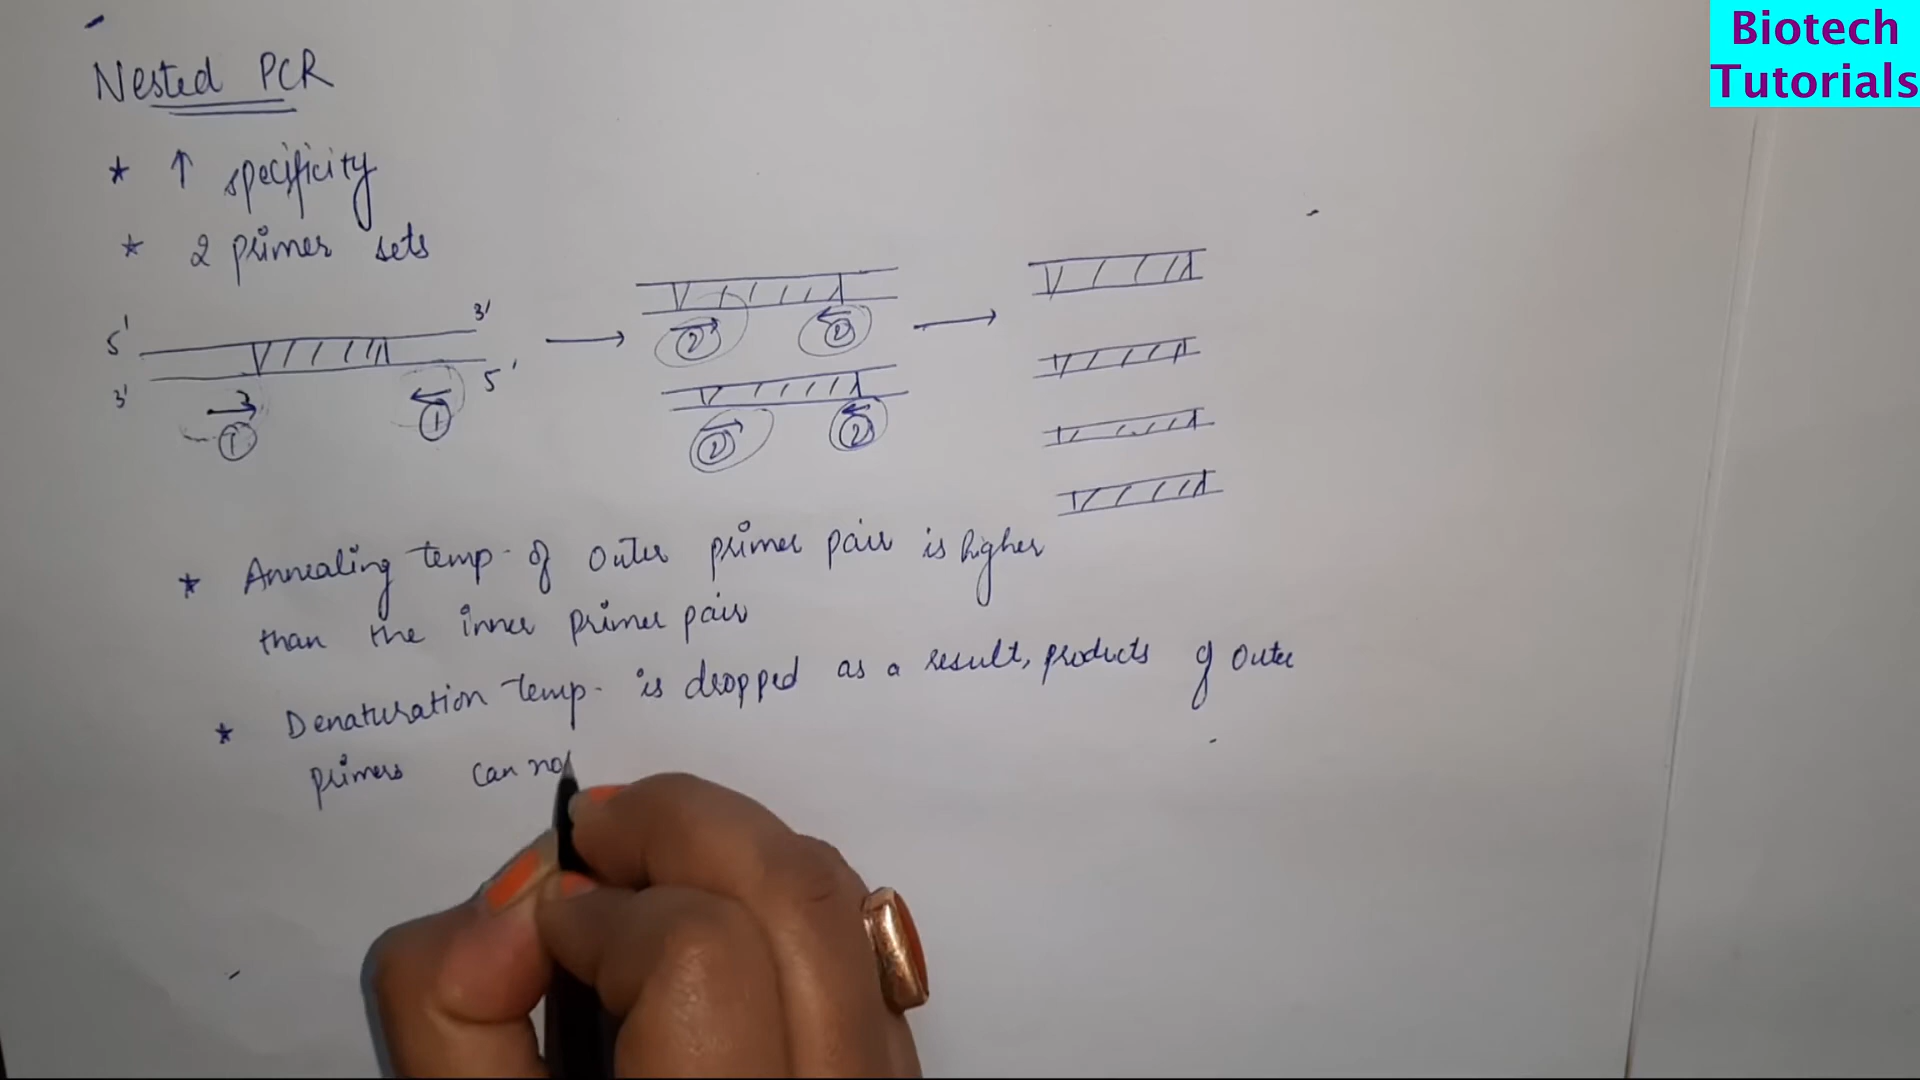 Biotech
Tutorials
Nested PCR
* ↑ specificity
* 2 primer sets
5' 3'
3' 5'
1 1
2 2
2 2
* Annealing temp. of outer primer pair is higher
than the inner primer pair
* Denaturation temp. is dropped as a result, products of outer
primers can no